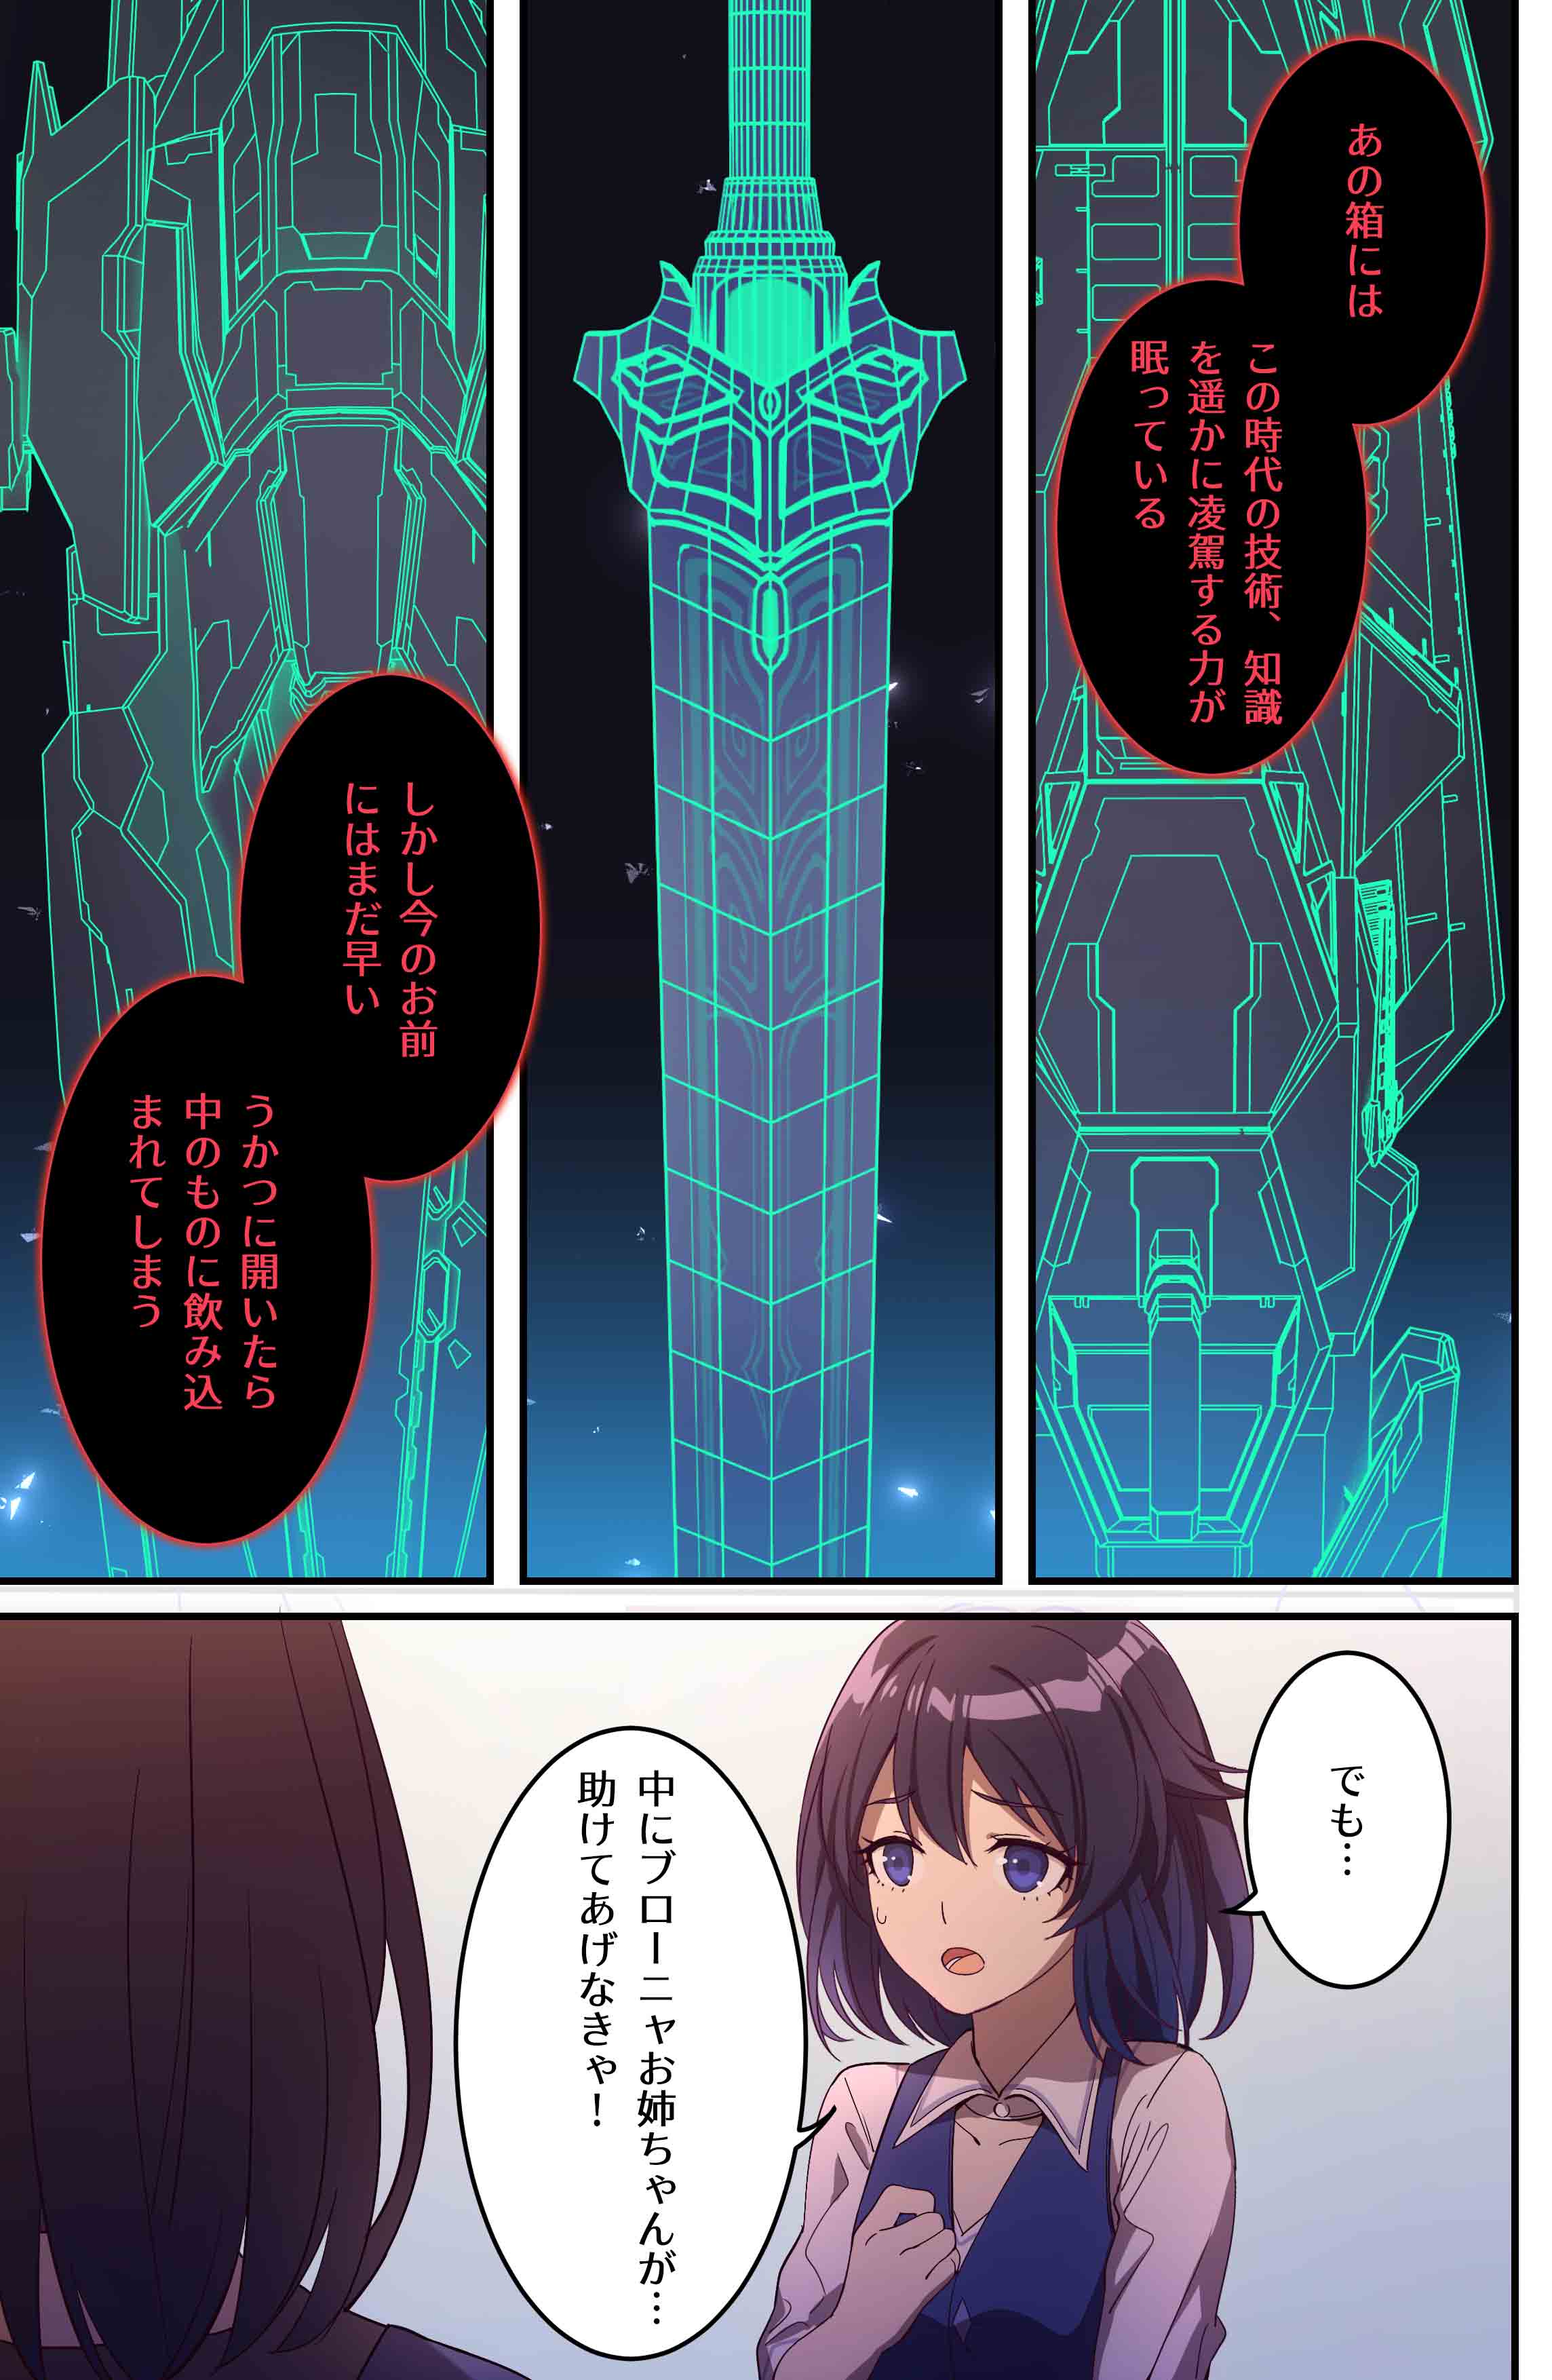 あの箱には
この時代の技術、知識
を遥かに凌駕する力が
眠っている
しかし今のお前
にはまだ早い
うかつに開いたら
中のものに飲み込
まれてしまう
でも…
中にブローニャお姉ちゃんが…
助けてあげなきゃ！